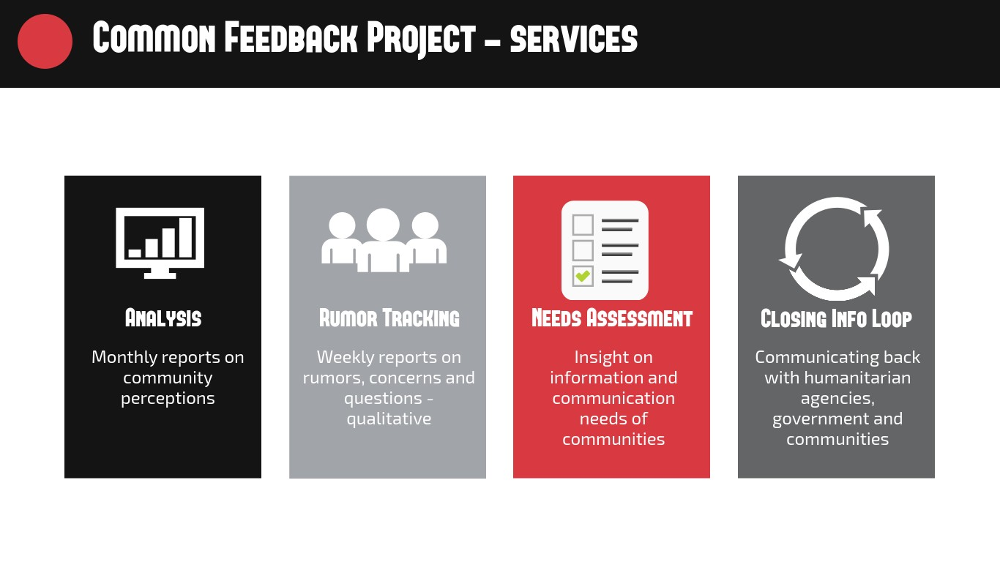 Common Feedback Project – services
Analysis
Monthly reports on
community
perceptions
Rumor Tracking
Weekly reports on
rumors, concerns and
questions -
qualitative
Needs Assessment
Insight on
information and
communication
needs of
communities
Closing Info Loop
Communicating back
with humanitarian
agencies,
government and
communities